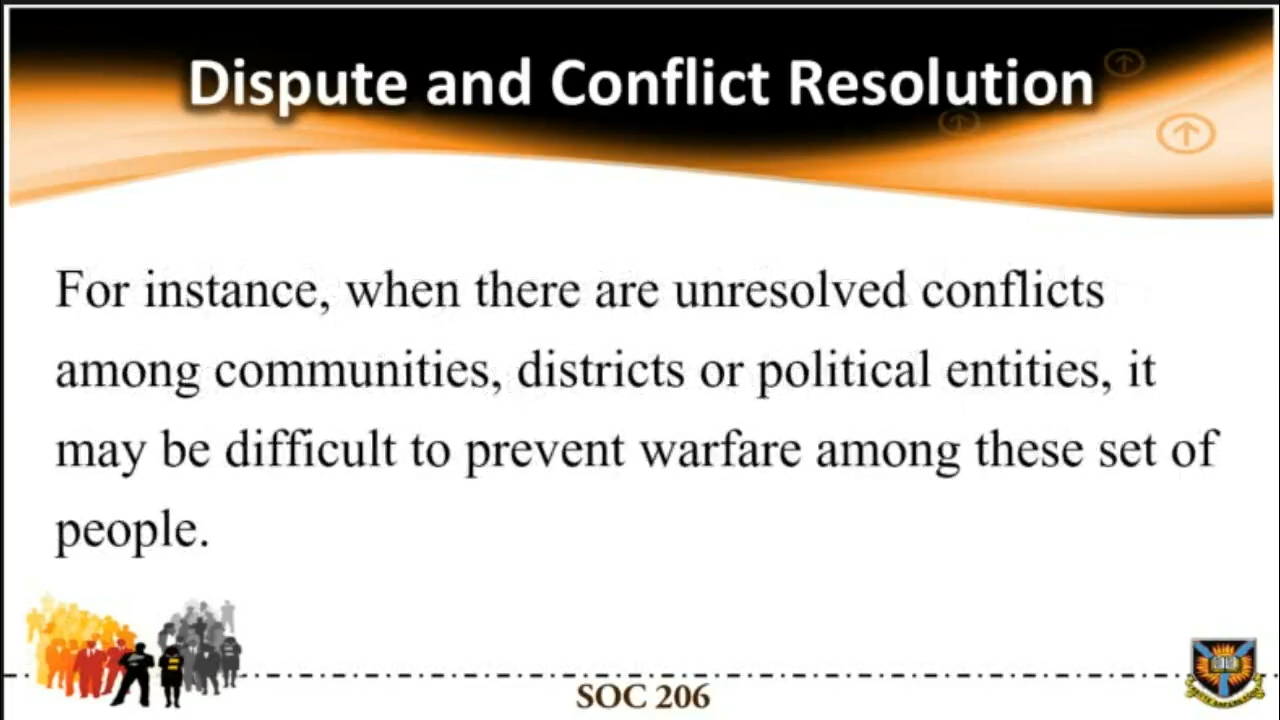 Dispute and Conflict Resolution
For instance, when there are unresolved conflicts
among communities, districts or political entities, it
may be difficult to prevent warfare among these set of
people.
SOC 206